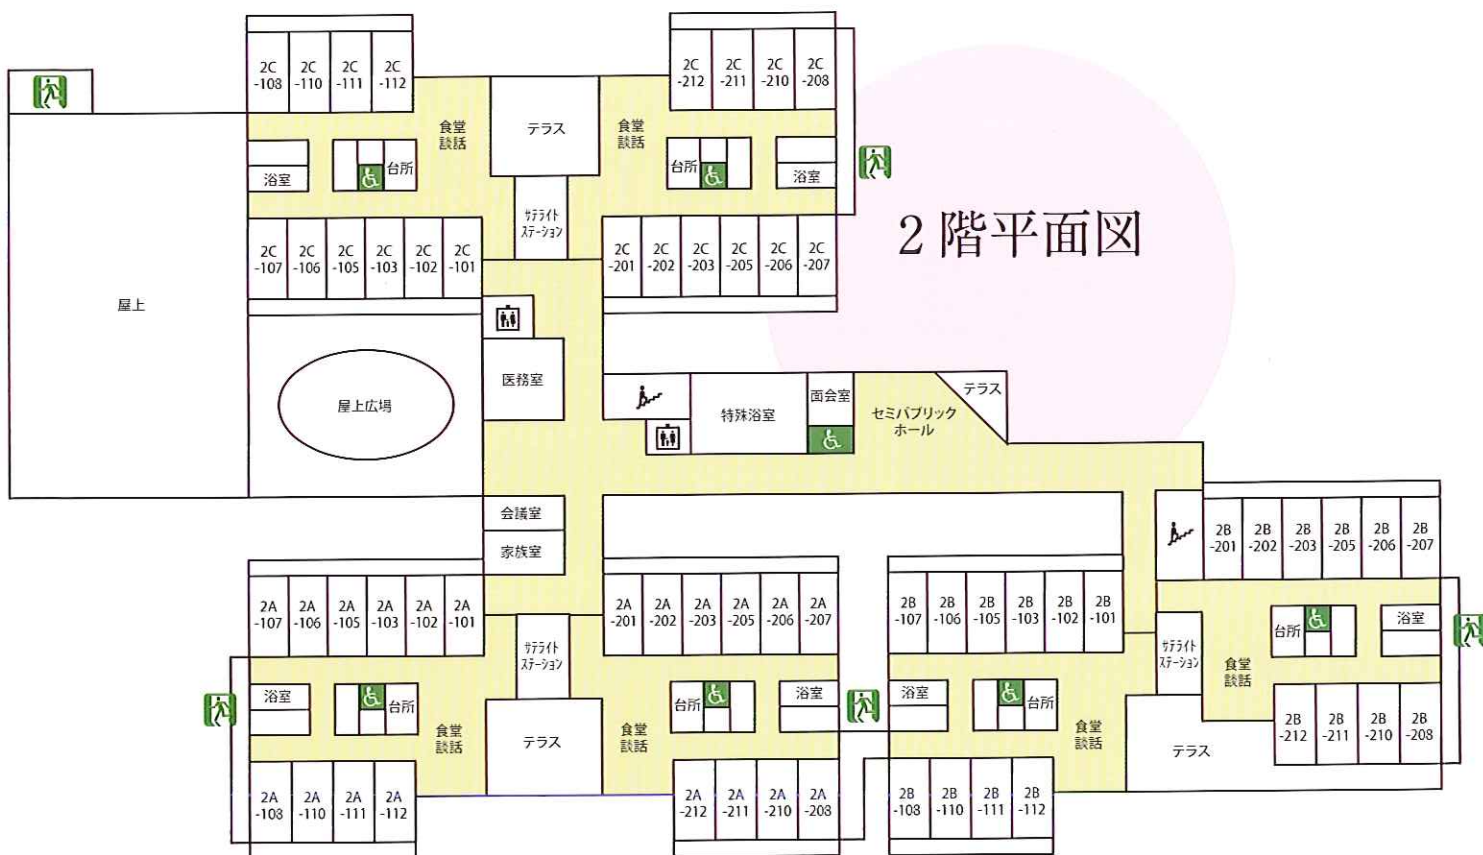 2階平面図
2C-108
2C-110
2C-111
2C-112
2C-212
2C-211
2C-210
2C-208
食堂
談話
テラス
食堂
談話
浴室
台所
台所
浴室
サテライト
ステーション
2C-107
2C-106
2C-105
2C-103
2C-102
2C-101
2C-201
2C-202
2C-203
2C-205
2C-206
2C-207
屋上
屋上広場
医務室
特殊浴室
面会室
セミパブリック
ホール
テラス
会議室
家族室
2A-107
2A-106
2A-105
2A-103
2A-102
2A-101
2A-201
2A-202
2A-203
2A-205
2A-206
2A-207
サテライト
ステーション
浴室
台所
食堂
談話
テラス
食堂
談話
台所
浴室
2A-108
2A-110
2A-111
2A-112
2A-212
2A-211
2A-210
2A-208
2B-107
2B-106
2B-105
2B-103
2B-102
2B-101
2B-201
2B-202
2B-203
2B-205
2B-206
2B-207
サテライト
ステーション
浴室
台所
食堂
談話
テラス
食堂
談話
台所
浴室
2B-108
2B-110
2B-111
2B-112
2B-212
2B-211
2B-210
2B-208